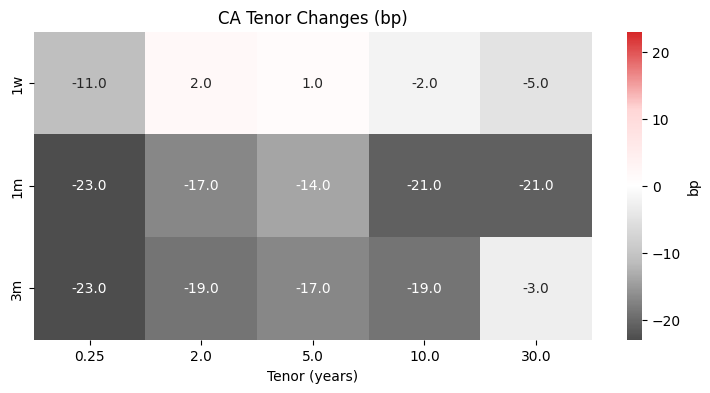 CA Tenor Changes (bp)
1w -11.0 2.0 1.0 -2.0 -5.0
1m -23.0 -17.0 -14.0 -21.0 -21.0
3m -23.0 -19.0 -17.0 -19.0 -3.0
0.25 2.0 5.0 10.0 30.0
Tenor (years)
20
10
0
−10
−20
bp